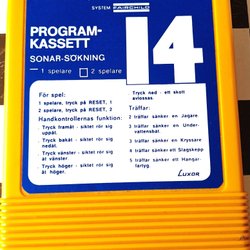 SYSTEM FAIRCHILD
PROGRAM-
KASSETT
SONAR-SÖKNING
1 spelare
2 spelare
14
För spel:
1 spelare, tryck på RESET, 1
2 spelare, tryck på RESET, 2
Handkontrollernas funktion:
Tryck framåt - siktet rör sig
uppåt.
Tryck bakåt - siktet rör sig
nedåt.
Tryck vänster - siktet rör sig
åt vänster.
Tryck höger - siktet rör sig
åt höger.
Tryck ned - ett skott
avlossas.
Träffar:
2 träffar sänker en Jagare.
3 träffar sänker en Under-
vattensbåt.
3 träffar sänker en Kryssare
4 träffar sänker ett Slagskepp
5 träffar sänker ett Hangar-
fartyg.
LUXOR